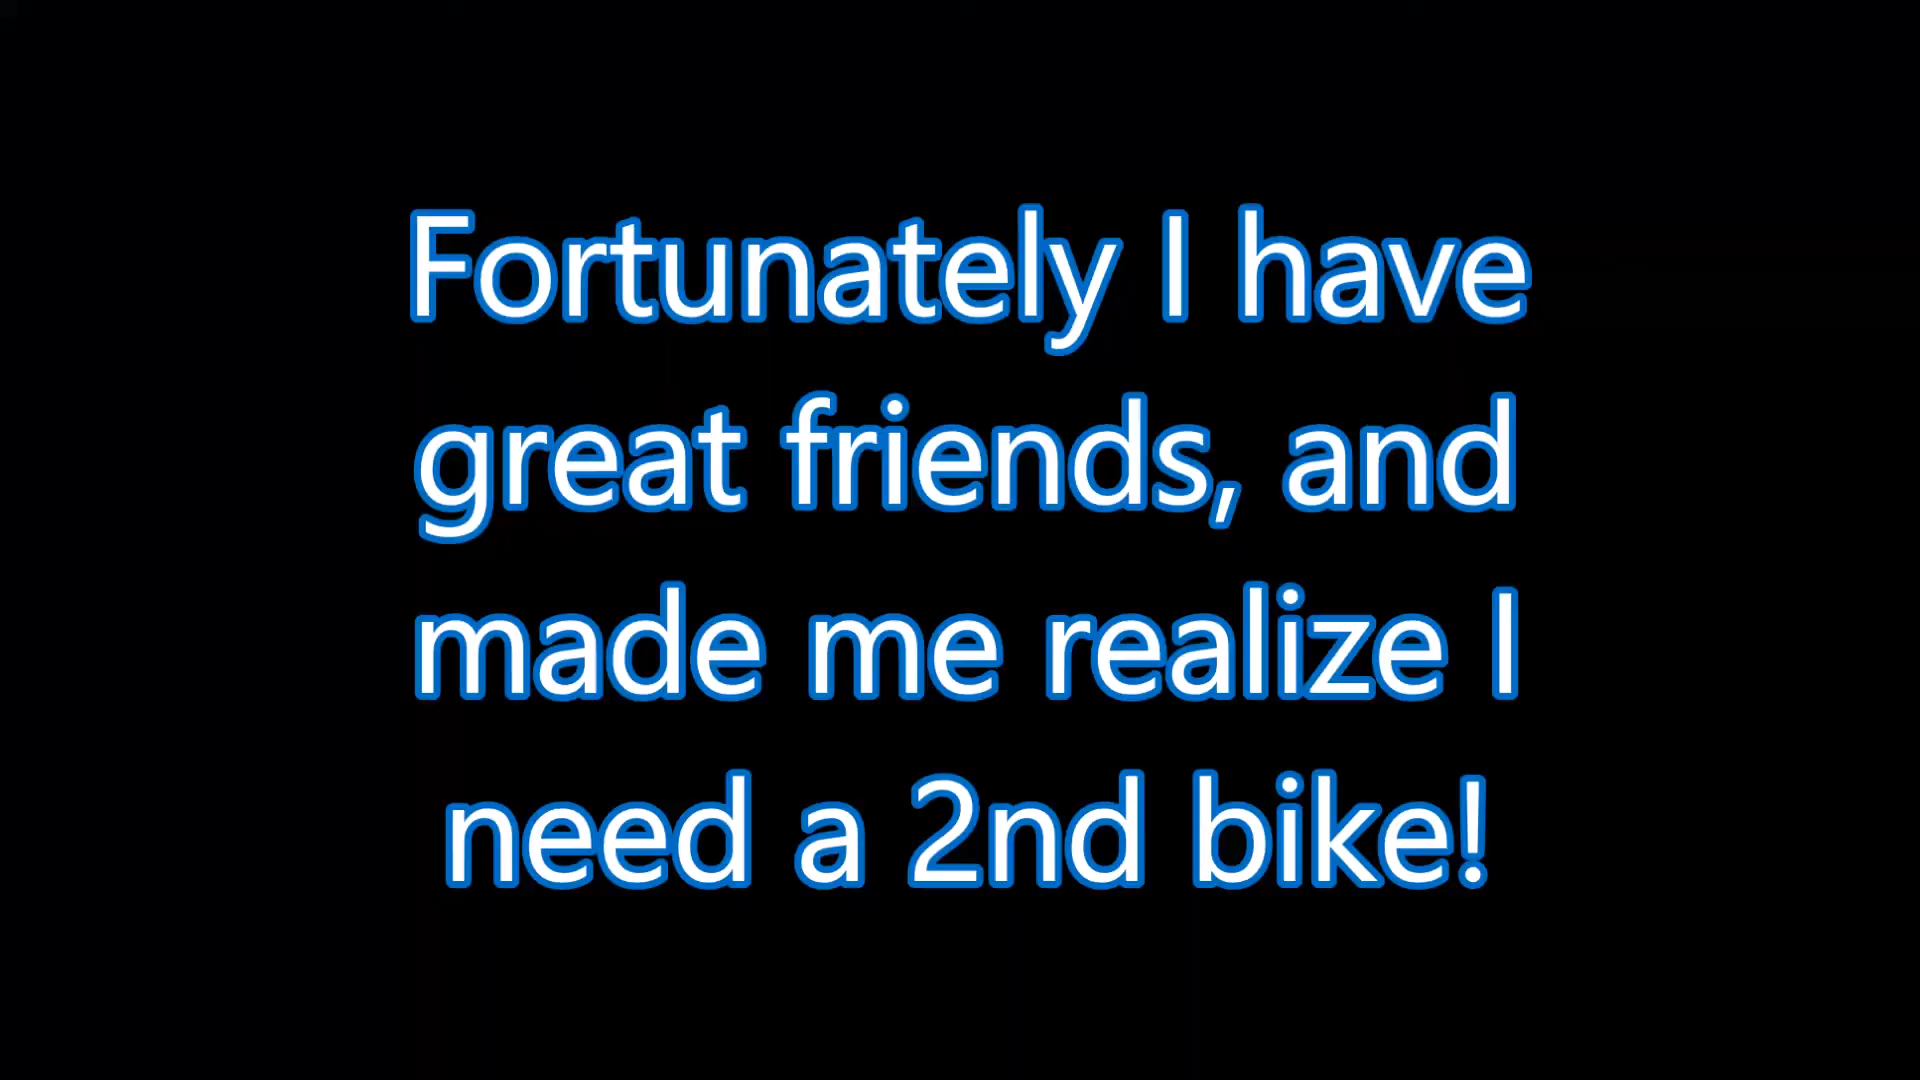 Fortunately I have
great friends, and
made me realize I
need a 2nd bike!